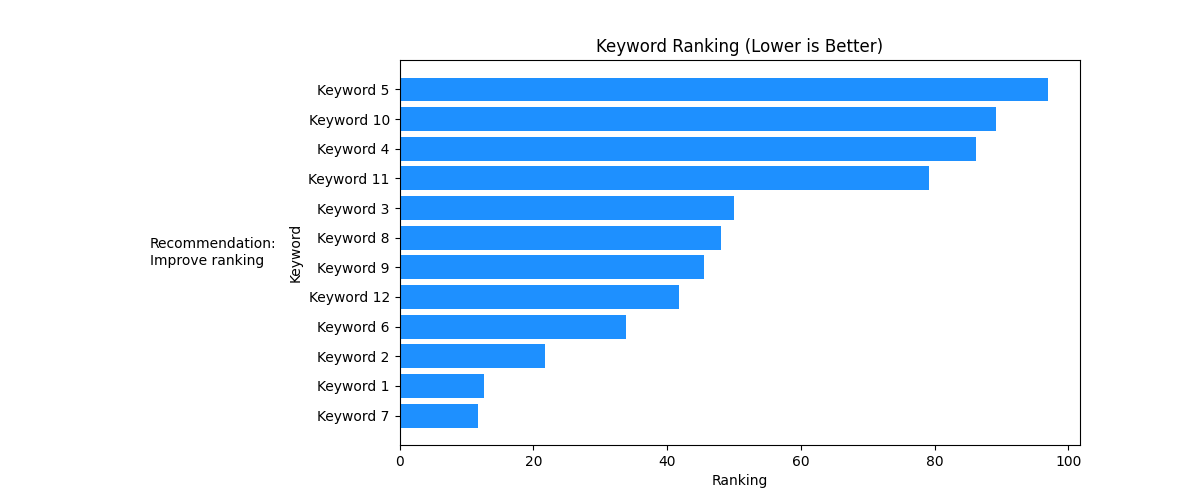 Keyword Ranking (Lower is Better)
Keyword 5
Keyword 10
Keyword 4
Keyword 11
Keyword 3
Keyword 8
Keyword 9
Keyword 12
Keyword 6
Keyword 2
Keyword 1
Keyword 7
Keyword
Recommendation:
Improve ranking
0 20 40 60 80 100
Ranking